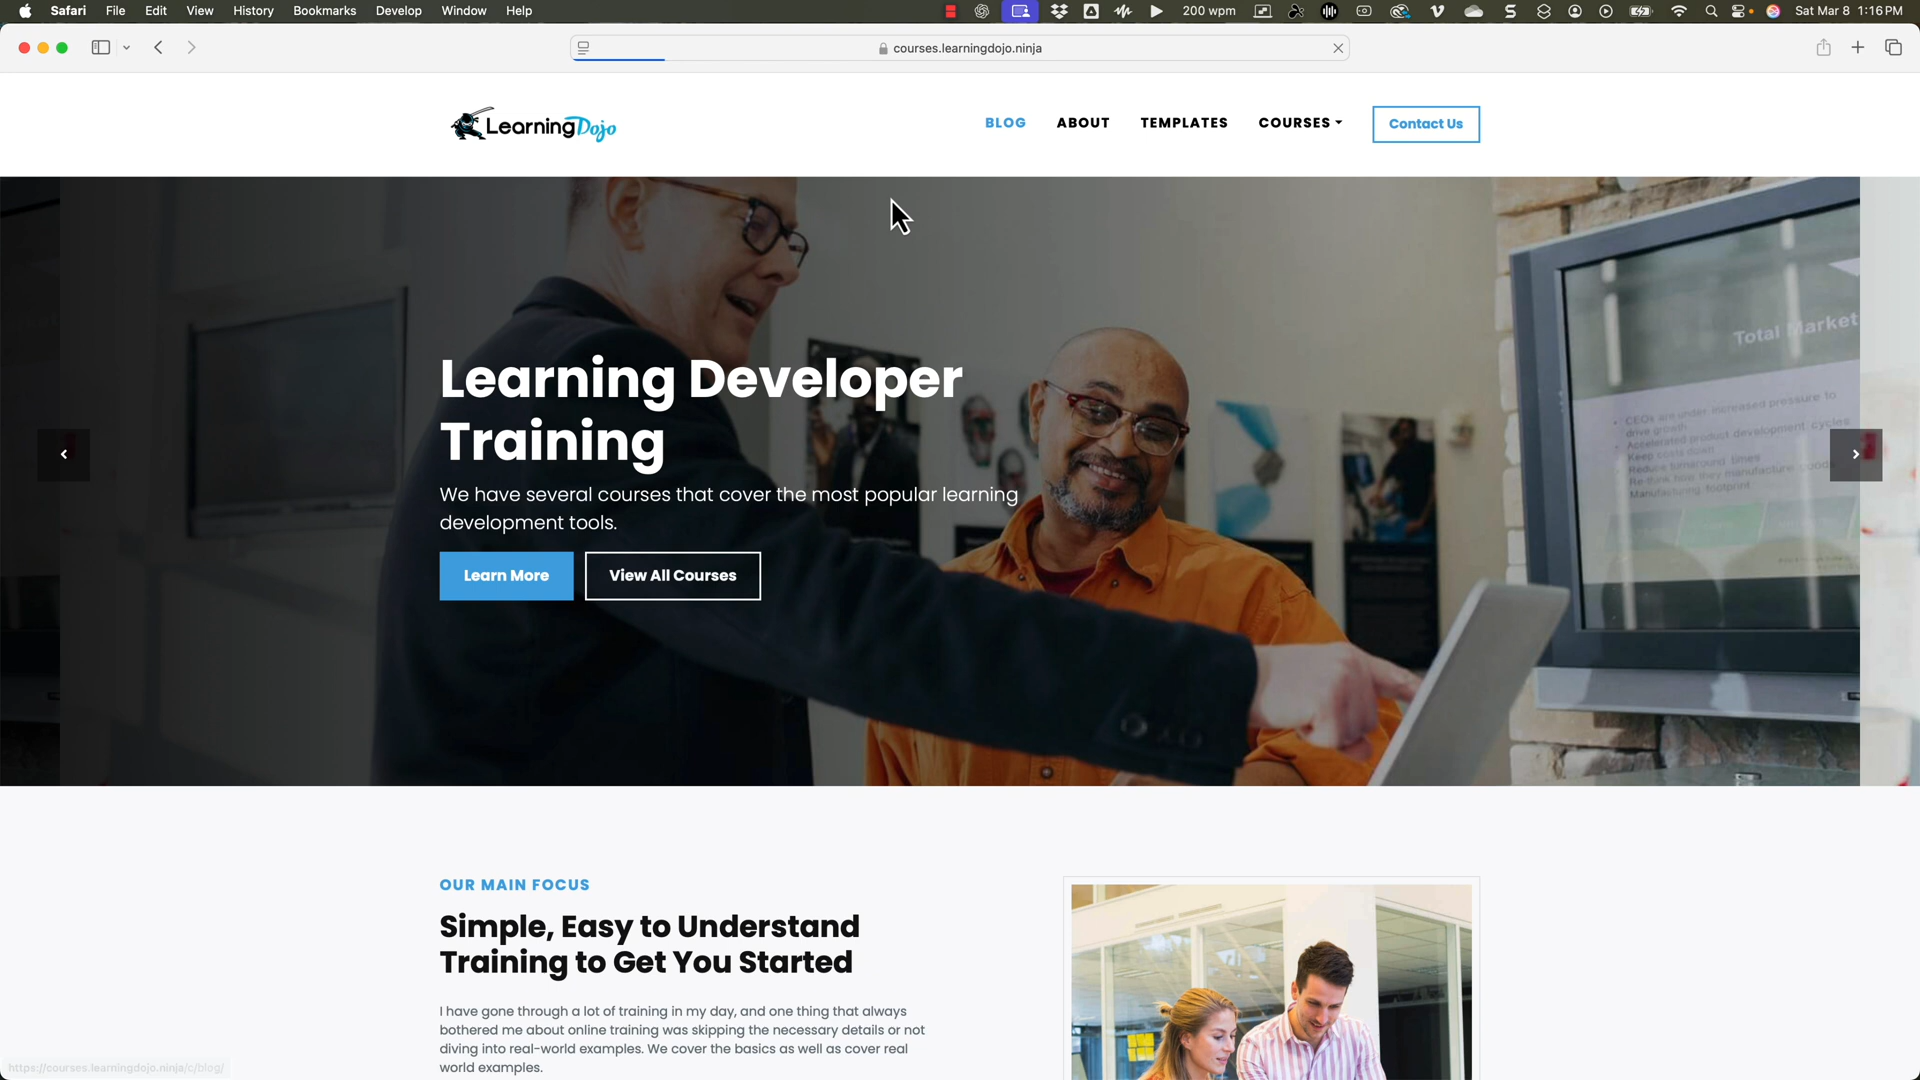 Safari File Edit View History Bookmarks Develop Window Help 200 wpm Sat Mar 8 1:16 PM
courses.learningdojo.ninja
LearningDojo BLOG ABOUT TEMPLATES COURSES Contact Us
Total Market
• CEOs are under increased pressure to
drive growth
• Accelerated product development cycles
Keep costs down
Reduce turnaround times
Manufacturing footprint
Learning Developer
Training
We have several courses that cover the most popular learning
development tools.
Learn More View All Courses
OUR MAIN FOCUS
Simple, Easy to Understand
Training to Get You Started
I have gone through a lot of training in my day, and one thing that always
bothered me about online training was skipping the necessary details or not
diving into real-world examples. We cover the basics as well as cover real
world examples.
https://courses.learningdojo.ninja/c/blog/